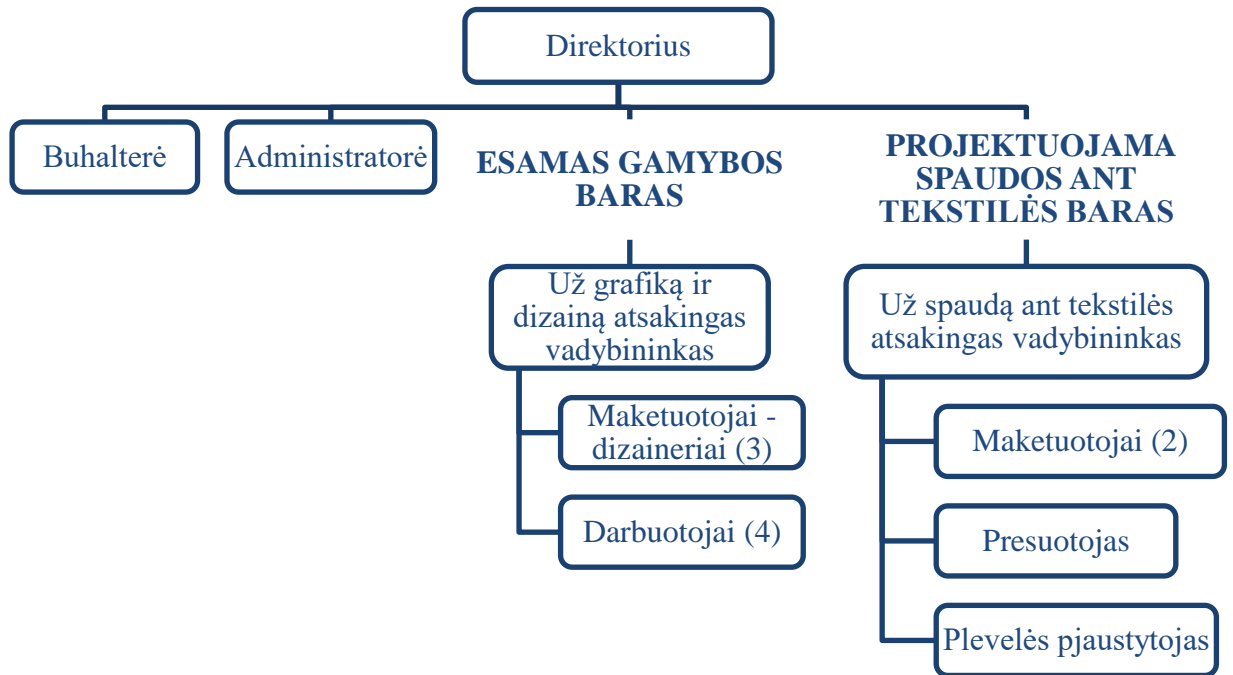 Direktorius
Buhalterė
Administratorė
ESAMAS GAMYBOS
BARAS
PROJEKTUOJAMA
SPAUDOS ANT
TEKSTILĖS BARAS
Už grafiką ir
dizainą atsakingas
vadybininkas
Maketuotojai -
dizaineriai (3)
Darbuotojai (4)
Už spaudą ant tekstilės
atsakingas vadybininkas
Maketuotojai (2)
Presuotojas
Plevelės pjaustytojas